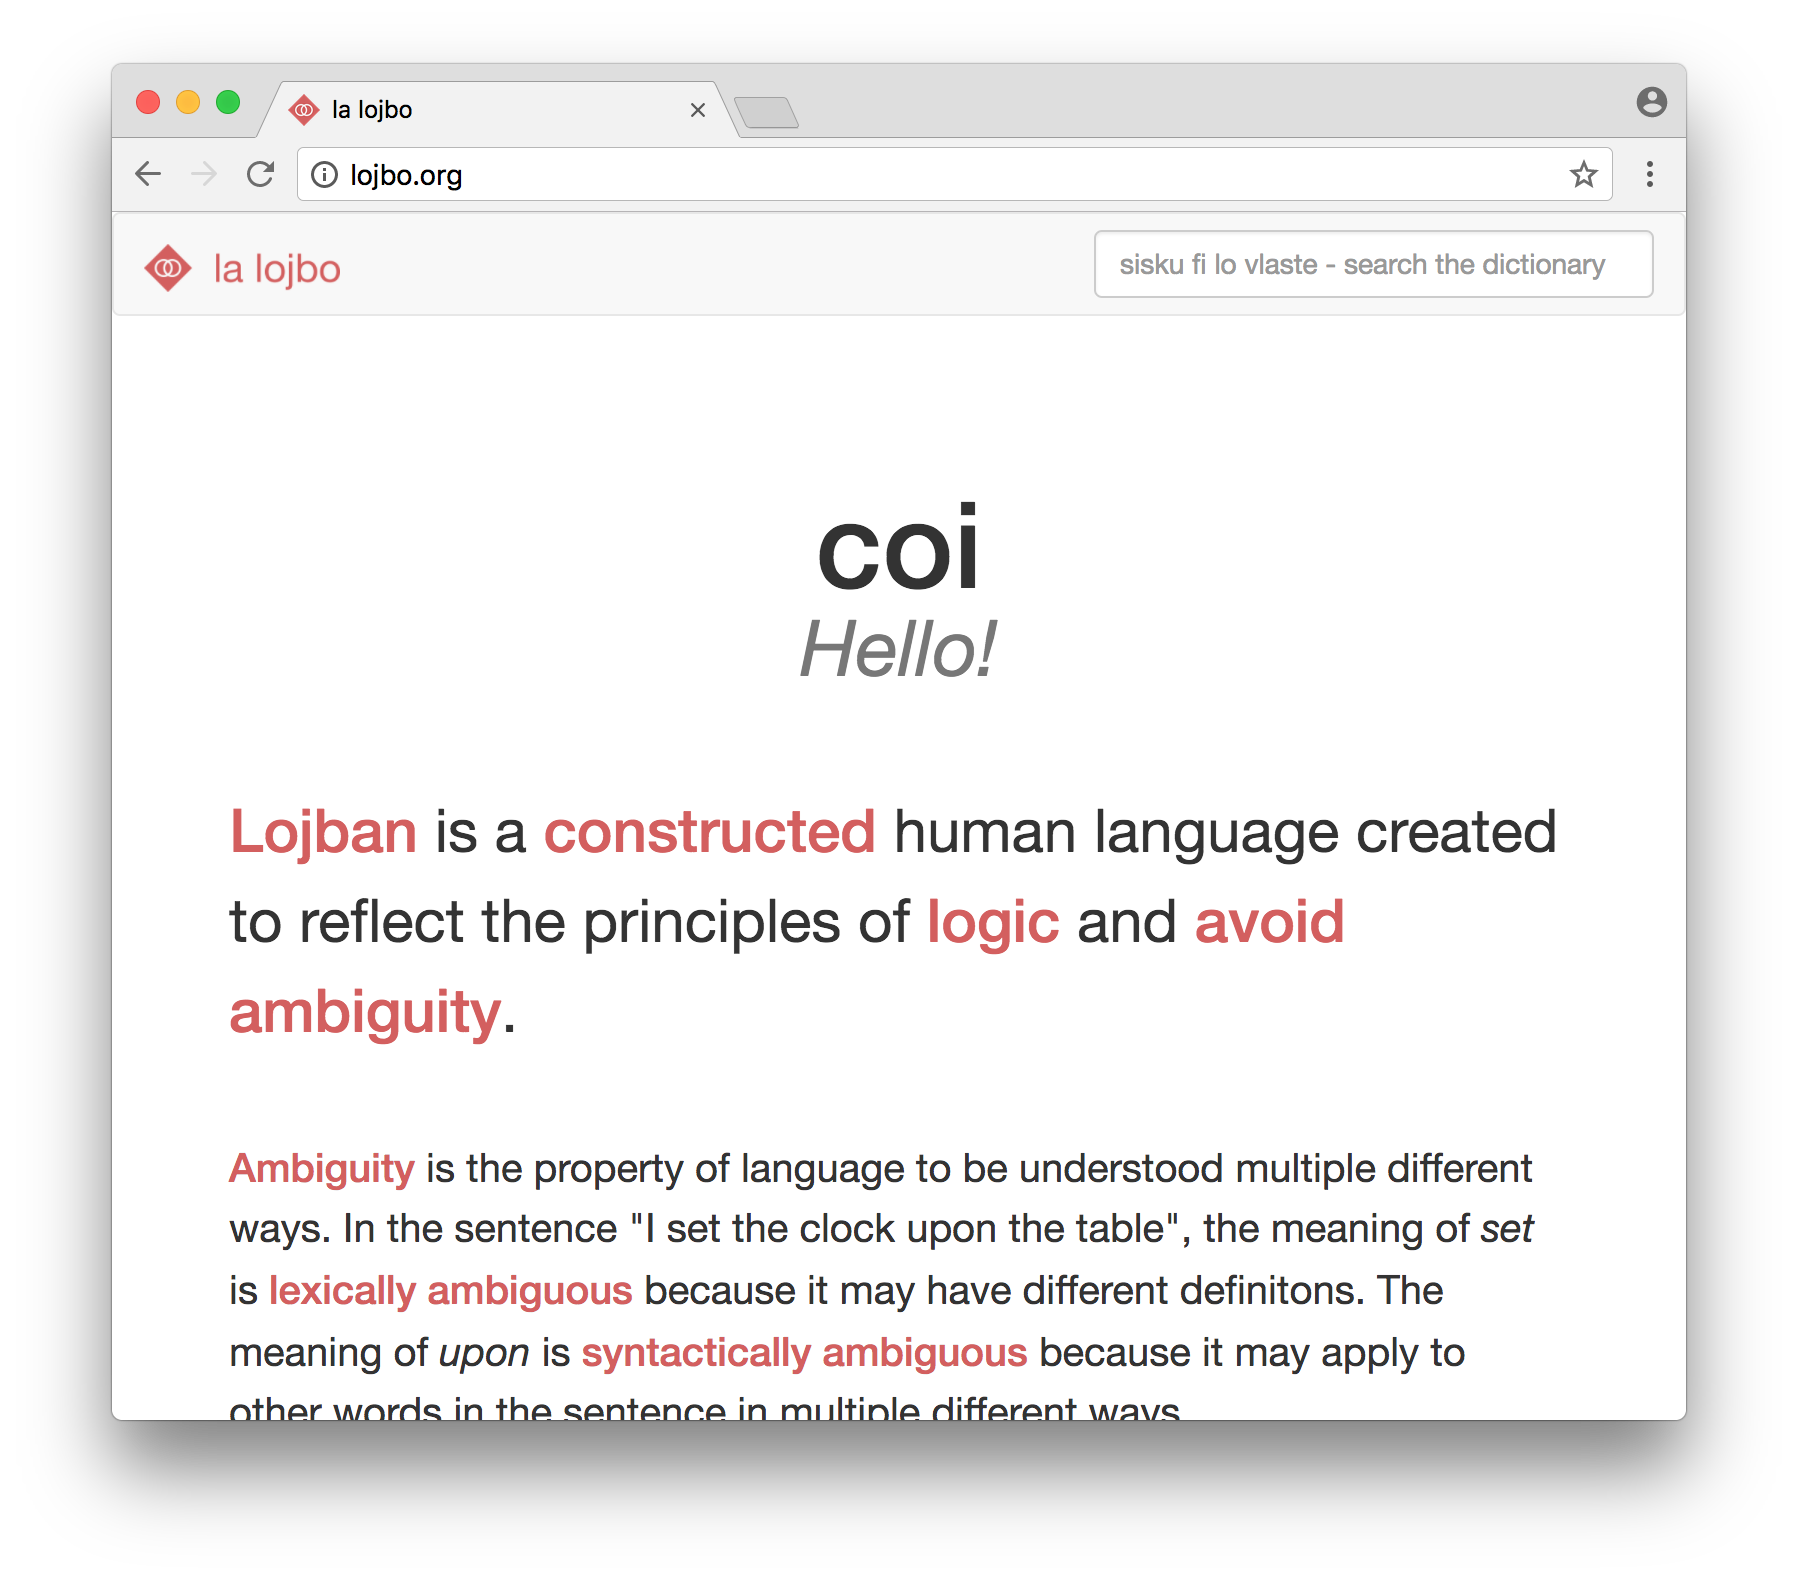 la lojbo
lojbo.org
la lojbo
sisku fi lo vlaste - search the dictionary
coi
Hello!
Lojban is a constructed human language created
to reflect the principles of logic and avoid
ambiguity.
Ambiguity is the property of language to be understood multiple different
ways. In the sentence "I set the clock upon the table", the meaning of set
is lexically ambiguous because it may have different definitons. The
meaning of upon is syntactically ambiguous because it may apply to
other words in the sentence in multiple different ways